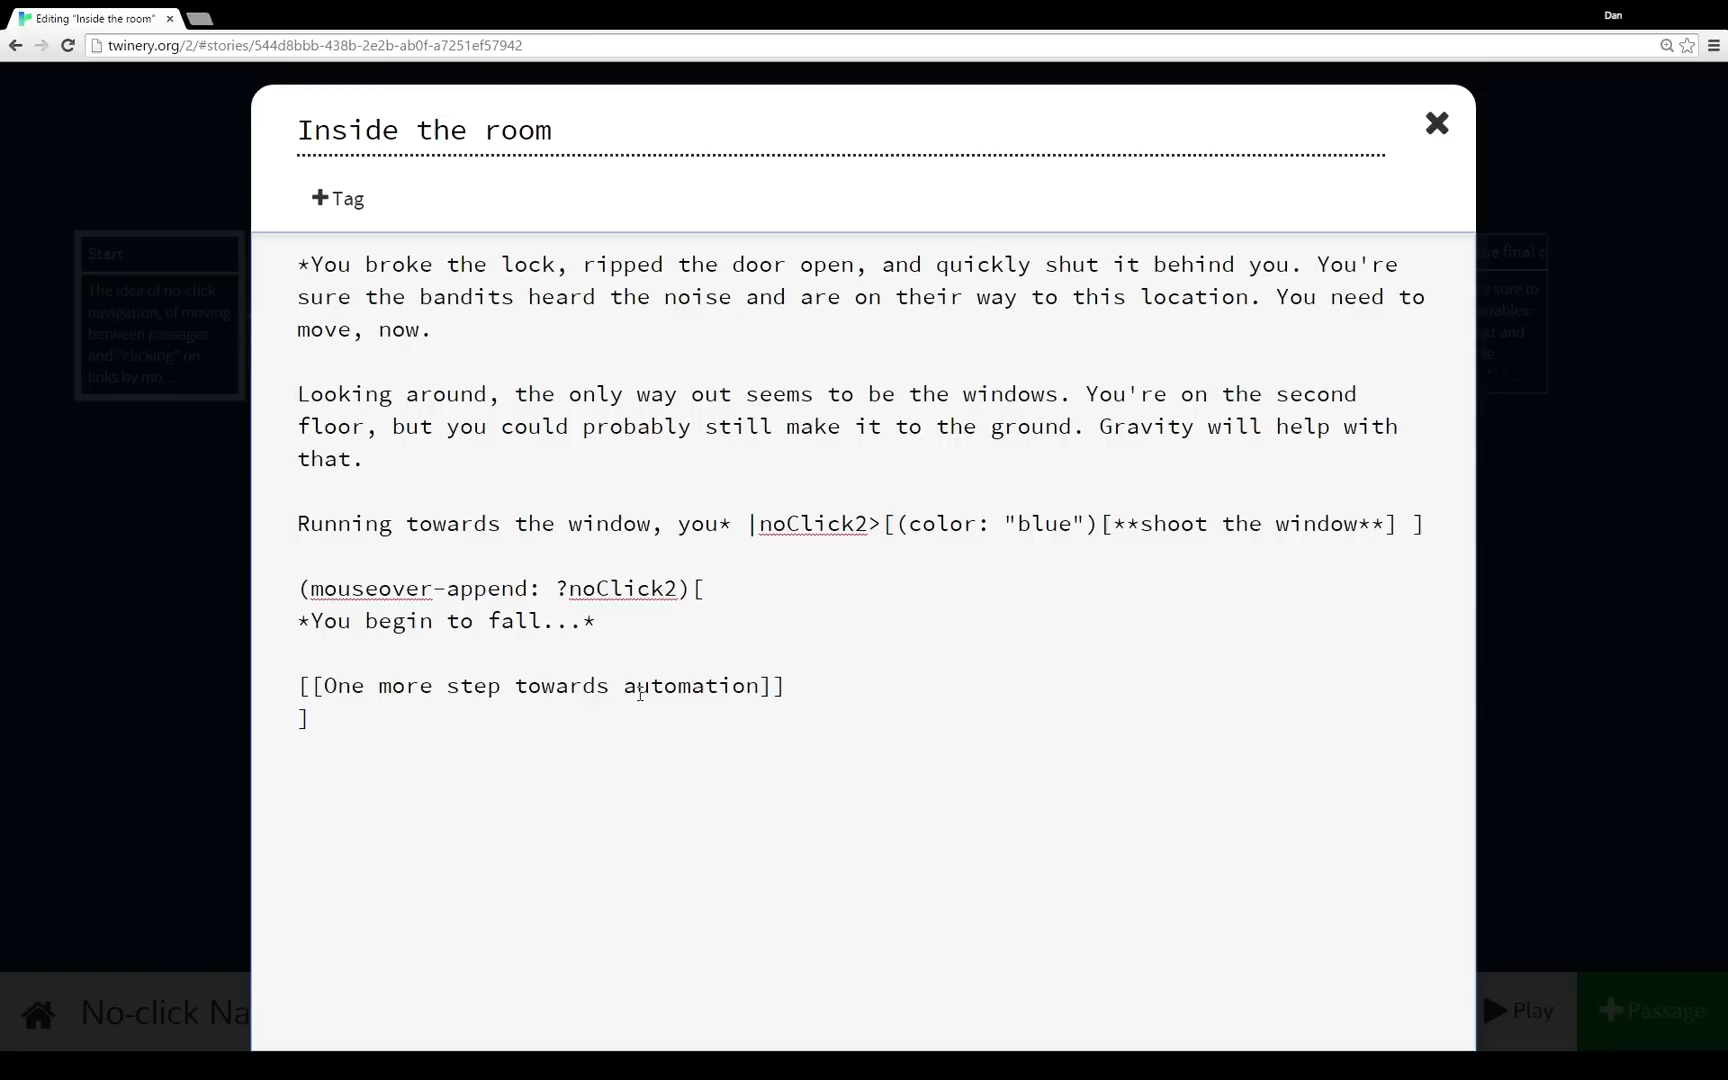 Editing "Inside the room"
Dan
twinery.org/2/#stories/544d8bbb-438b-2e2b-ab0f-a7251ef57942
Inside the room
Tag
*You broke the lock, ripped the door open, and quickly shut it behind you. You're
sure the bandits heard the noise and are on their way to this location. You need to
move, now.
Looking around, the only way out seems to be the windows. You're on the second
floor, but you could probably still make it to the ground. Gravity will help with
that.
Running towards the window, you* |noClick2>[(color: "blue")[**shoot the window**] ]
(mouseover-append: ?noClick2)[
*You begin to fall...*
[[One more step towards automation]]
]
Start
The idea of no-click
navigation, of moving
between passages
and "clicking" on
links by mo...
he final
sure to
No-click Na
Play
Passage